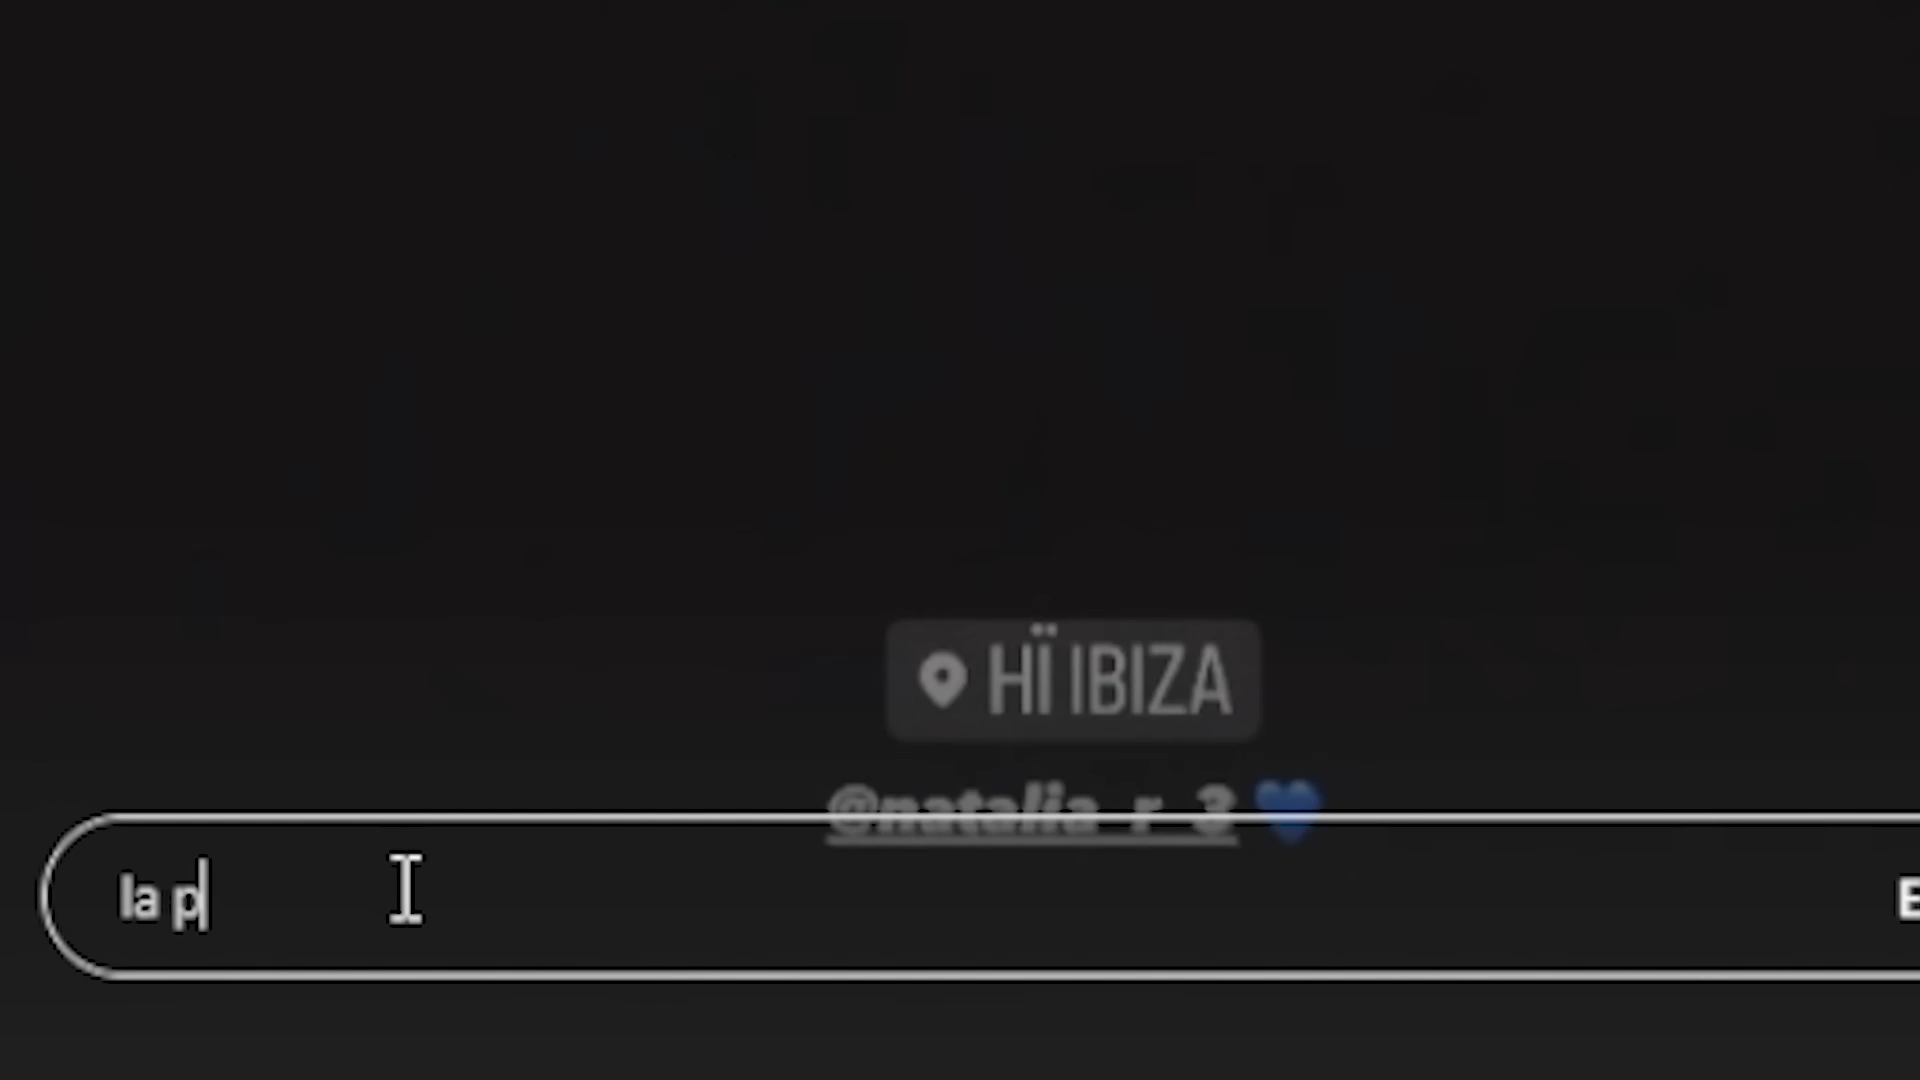 HÏ IBIZA
@natalia_r_3 💙
la p
E